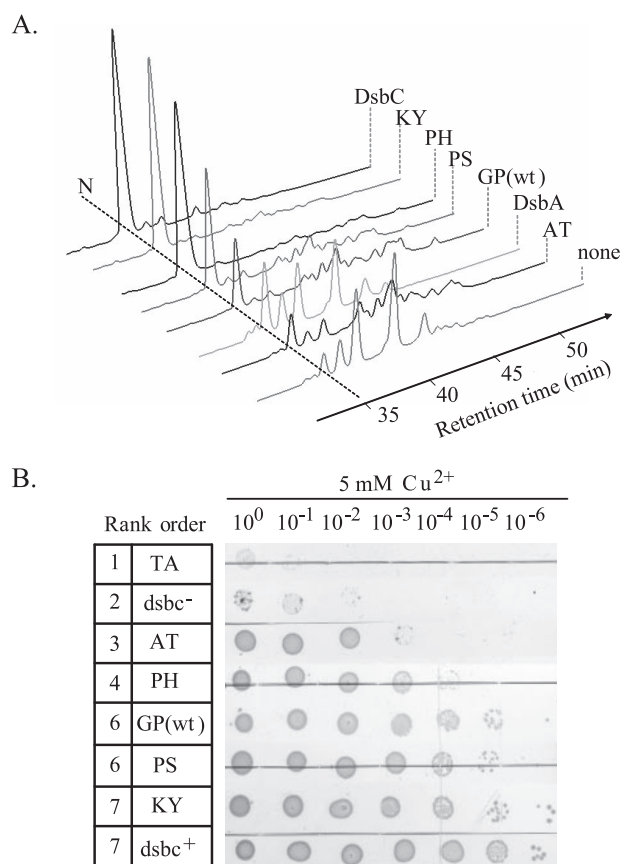 A.
DsbC
KY
PH
PS
GP(wt)
DsbA
AT
none
N
35
40
45
50
Retention time (min)
B.
5 mM Cu²⁺
Rank order 10⁰ 10⁻¹ 10⁻² 10⁻³ 10⁻⁴ 10⁻⁵ 10⁻⁶
1 TA
2 dsbc⁻
3 AT
4 PH
6 GP(wt)
6 PS
7 KY
7 dsbc⁺